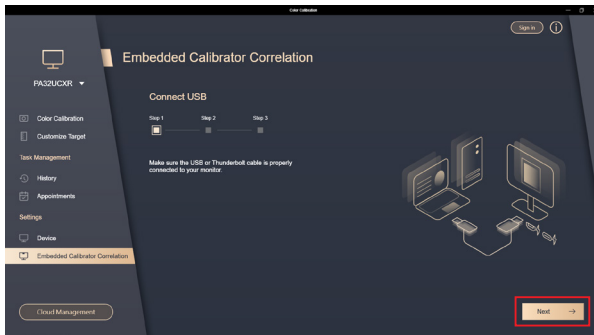 Color Calibration
Sign in
PA32UCXR
Embedded Calibrator Correlation
Connect USB
Step 1 Step 2 Step 3
Make sure the USB or Thunderbolt cable is properly
connected to your monitor.
Color Calibration
Customize Target
Task Management
History
Appointments
Settings
Device
Embedded Calibrator Correlation
Cloud Management
Next